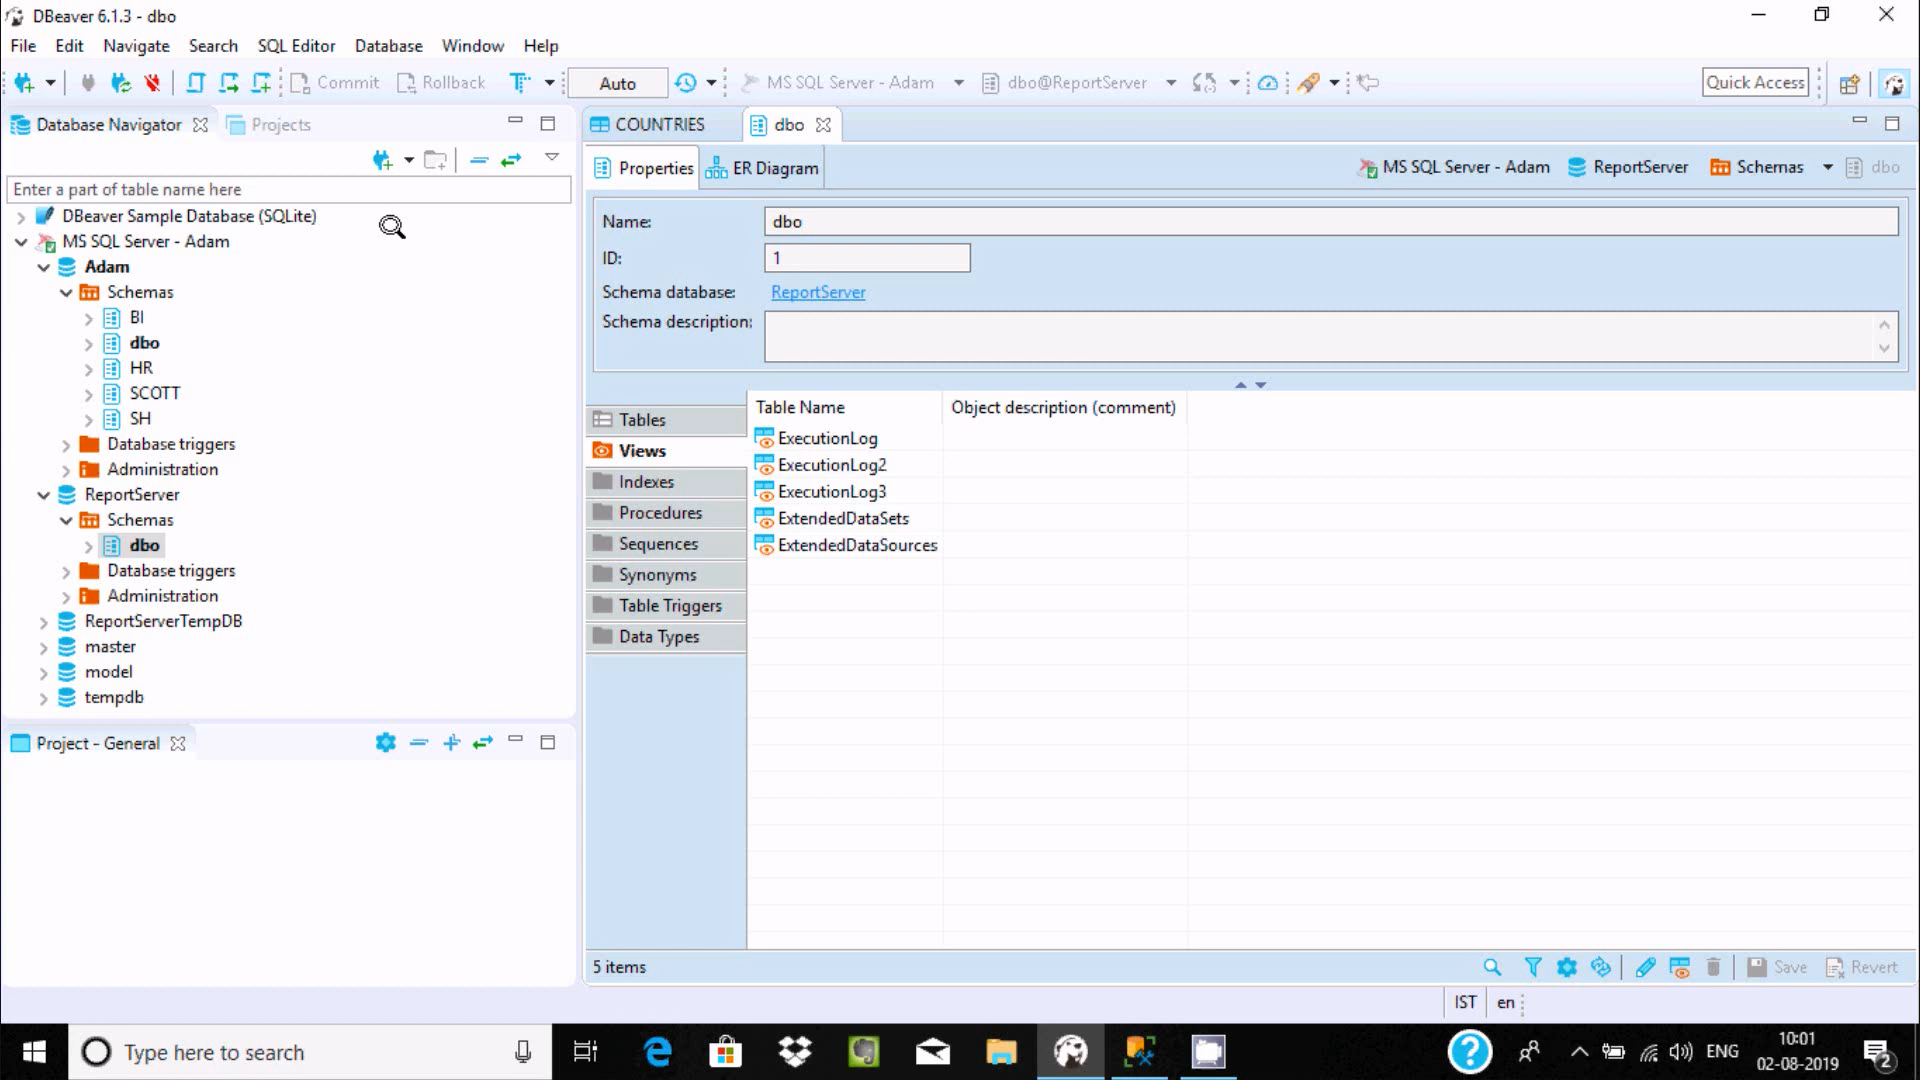 DBeaver 6.1.3 - dbo
File Edit Navigate Search SQL Editor Database Window Help
Commit Rollback Auto MS SQL Server - Adam dbo@ReportServer Quick Access
Database Navigator Projects
Enter a part of table name here
DBeaver Sample Database (SQLite)
MS SQL Server - Adam
Adam
Schemas
BI
dbo
HR
SCOTT
SH
Database triggers
Administration
ReportServer
Schemas
dbo
Database triggers
Administration
ReportServerTempDB
master
model
tempdb
Project - General
COUNTRIES dbo
Properties ER Diagram MS SQL Server - Adam ReportServer Schemas dbo
Name: dbo
ID: 1
Schema database: ReportServer
Schema description:
Tables
Views
Indexes
Procedures
Sequences
Synonyms
Table Triggers
Data Types
Table Name Object description (comment)
ExecutionLog
ExecutionLog2
ExecutionLog3
ExtendedDataSets
ExtendedDataSources
5 items Save Revert
IST en
Type here to search
ENG
10:01
02-08-2019
2